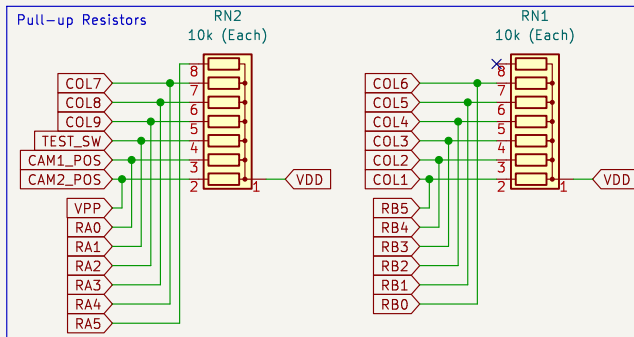 Pull-up Resistors
RN2
10k (Each)
RN1
10k (Each)
8
COL7
7
COL8
6
COL9
5
TEST_SW
4
CAM1_POS
3
CAM2_POS
2
1
VDD
VPP
RA0
RA1
RA2
RA3
RA4
RA5
8
COL6
7
COL5
6
COL4
5
COL3
4
COL2
3
COL1
2
1
VDD
RB5
RB4
RB3
RB2
RB1
RB0